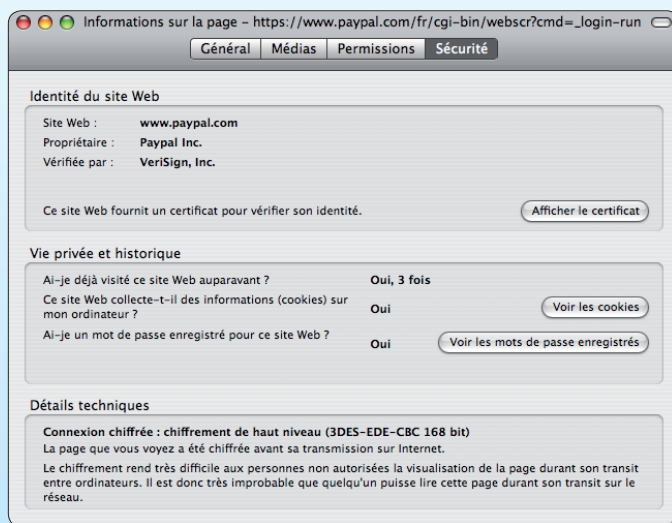 Informations sur la page – https://www.paypal.com/fr/cgi-bin/webscr?cmd=_login-run
Général Médias Permissions Sécurité
Identité du site Web
Site Web : www.paypal.com
Propriétaire : Paypal Inc.
Vérifiée par : VeriSign, Inc.
Ce site Web fournit un certificat pour vérifier son identité. Afficher le certificat
Vie privée et historique
Ai-je déjà visité ce site Web auparavant ? Oui, 3 fois
Ce site Web collecte-t-il des informations (cookies) sur
mon ordinateur ? Oui Voir les cookies
Ai-je un mot de passe enregistré pour ce site Web ? Oui Voir les mots de passe enregistrés
Détails techniques
Connexion chiffrée : chiffrement de haut niveau (3DES-EDE-CBC 168 bit)
La page que vous voyez a été chiffrée avant sa transmission sur Internet.
Le chiffrement rend très difficile aux personnes non autorisées la visualisation de la page durant son transit
entre ordinateurs. Il est donc très improbable que quelqu'un puisse lire cette page durant son transit sur le
réseau.